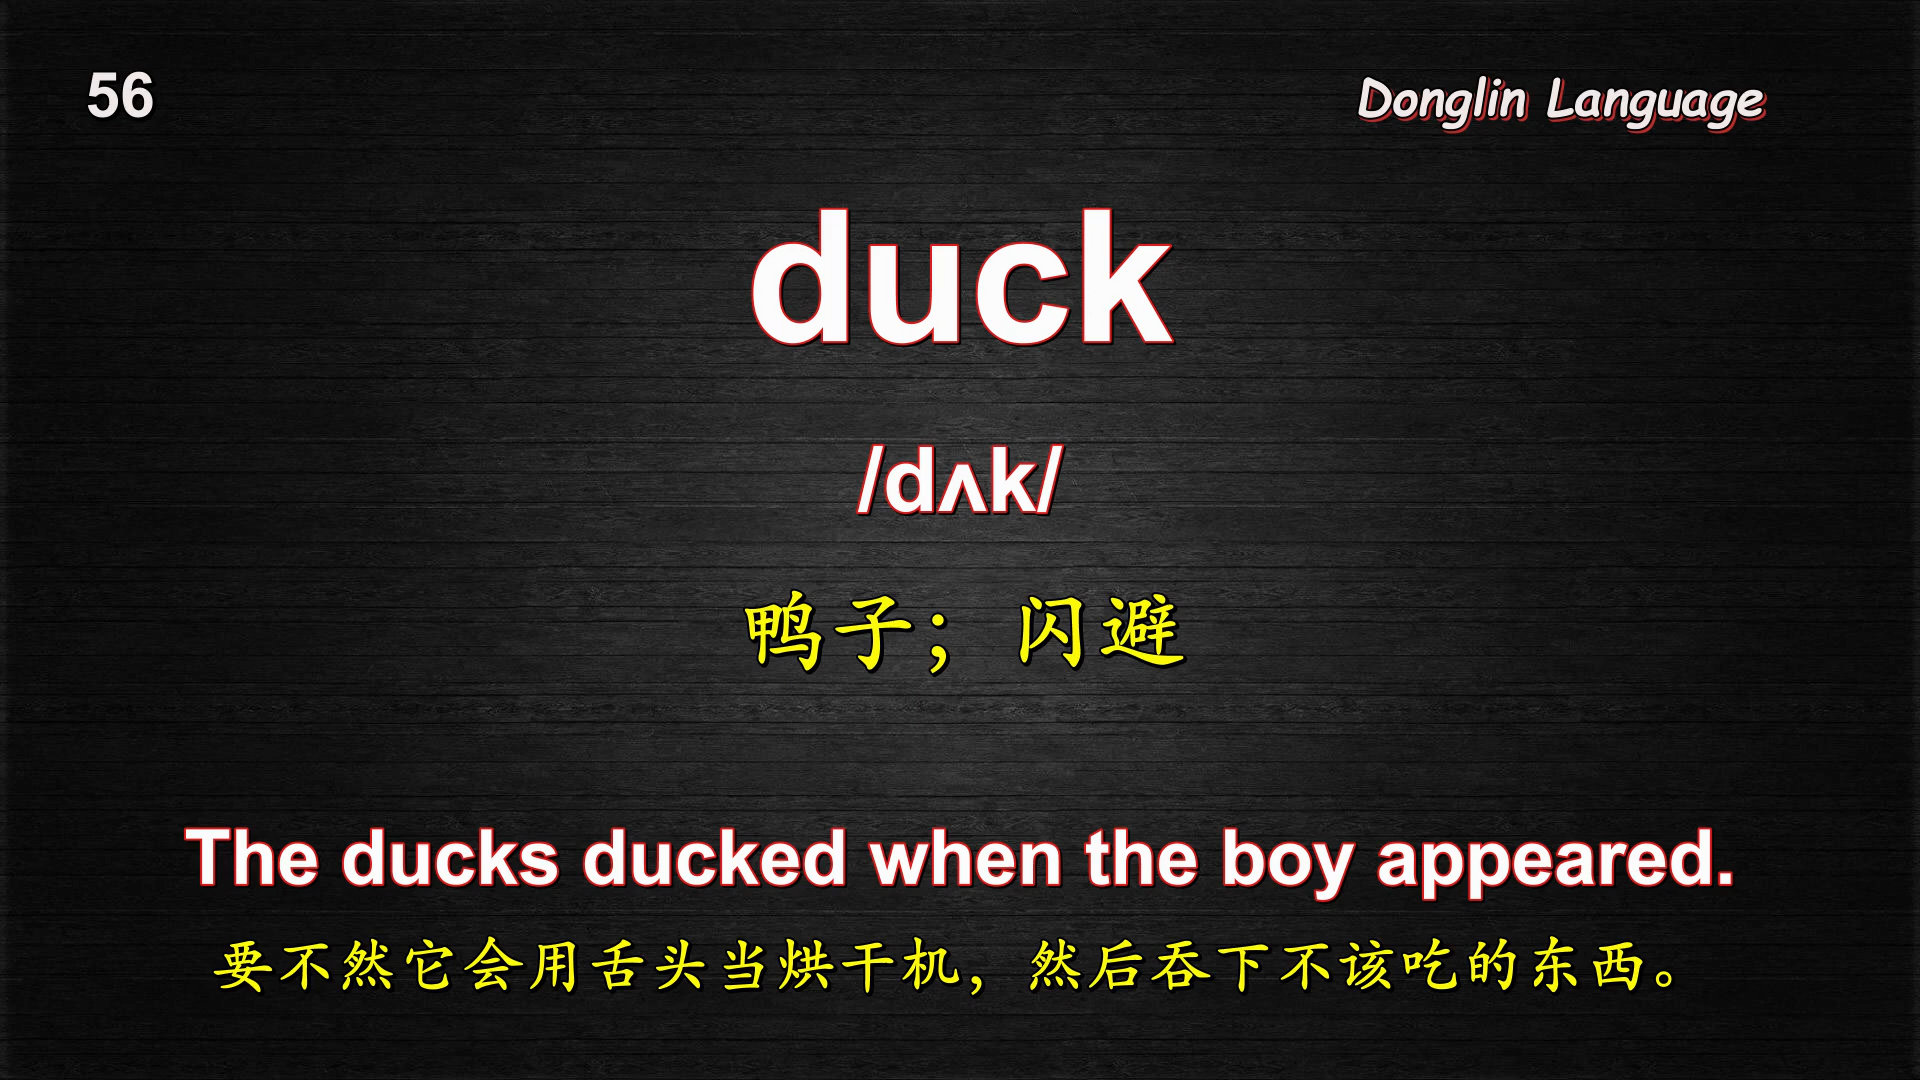 56
Donglin Language
duck
/dʌk/
鸭子；闪避
The ducks ducked when the boy appeared.
要不然它会用舌头当烘干机，然后吞下不该吃的东西。